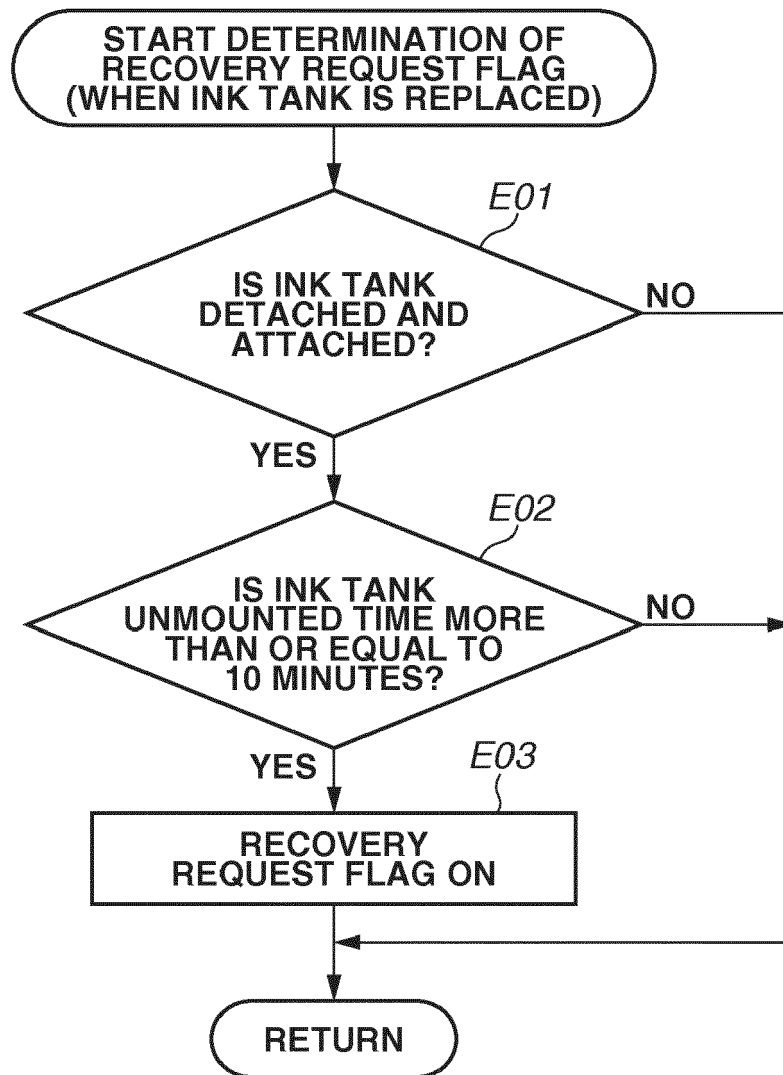 START DETERMINATION OF
RECOVERY REQUEST FLAG
(WHEN INK TANK IS REPLACED)
E01
IS INK TANK
DETACHED AND
ATTACHED?
NO
YES
E02
IS INK TANK
UNMOUNTED TIME MORE
THAN OR EQUAL TO
10 MINUTES?
NO
YES
E03
RECOVERY
REQUEST FLAG ON
RETURN